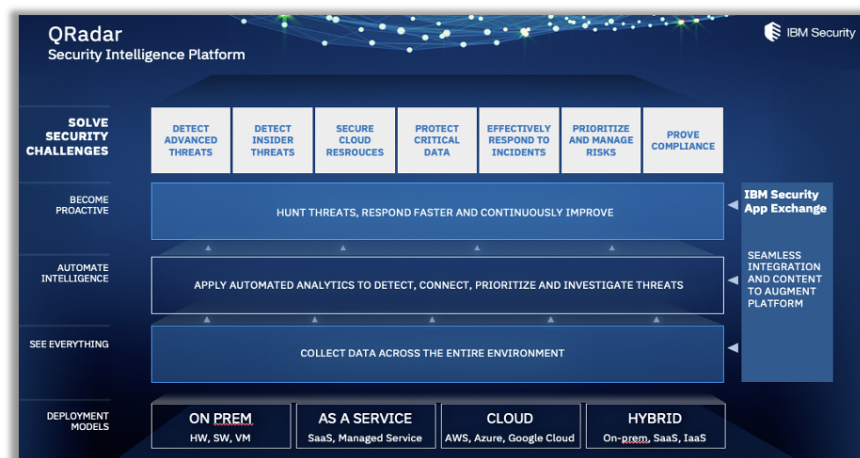 QRadar
Security Intelligence Platform
IBM Security
SOLVE
SECURITY
CHALLENGES
DETECT
ADVANCED
THREATS
DETECT
INSIDER
THREATS
SECURE
CLOUD
RESROUCES
PROTECT
CRITICAL
DATA
EFFECTIVELY
RESPOND TO
INCIDENTS
PRIORITIZE
AND MANAGE
RISKS
PROVE
COMPLIANCE
BECOME
PROACTIVE
HUNT THREATS, RESPOND FASTER AND CONTINUOUSLY IMPROVE
IBM Security
App Exchange
AUTOMATE
INTELLIGENCE
APPLY AUTOMATED ANALYTICS TO DETECT, CONNECT, PRIORITIZE AND INVESTIGATE THREATS
SEAMLESS
INTEGRATION
AND CONTENT
TO AUGMENT
PLATFORM
SEE EVERYTHING
COLLECT DATA ACROSS THE ENTIRE ENVIRONMENT
DEPLOYMENT
MODELS
ON PREM
HW, SW, VM
AS A SERVICE
SaaS, Managed Service
CLOUD
AWS, Azure, Google Cloud
HYBRID
On-prem, SaaS, IaaS